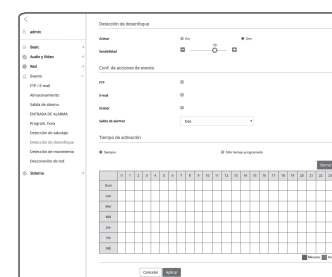 admin
Basic
Audio y Video
Red
Evento
FTP / E-mail
Almacenamiento
Salida de alarma
ENTRADA DE ALARMA
Program. hora
Detección de sabotaje
Detección de desenfoque
Detección de movimiento
Desconexión de red
Sistema
Detección de desenfoque
Activar
Sensibilidad
50
Conf. de acciones de evento
FTP
E-mail
Grabar
Salida de alarma1
Tiempo de activación
Siempre
Sólo tiempo programado
0 1 2 3 4 5 6 7 8 9 10 11 12 13 14 15 16 17 18 19 20 21 22 23
Dom
Lun
Mar
Jue
Vie.
SÁB
Minutos
Cancelar Aplicar